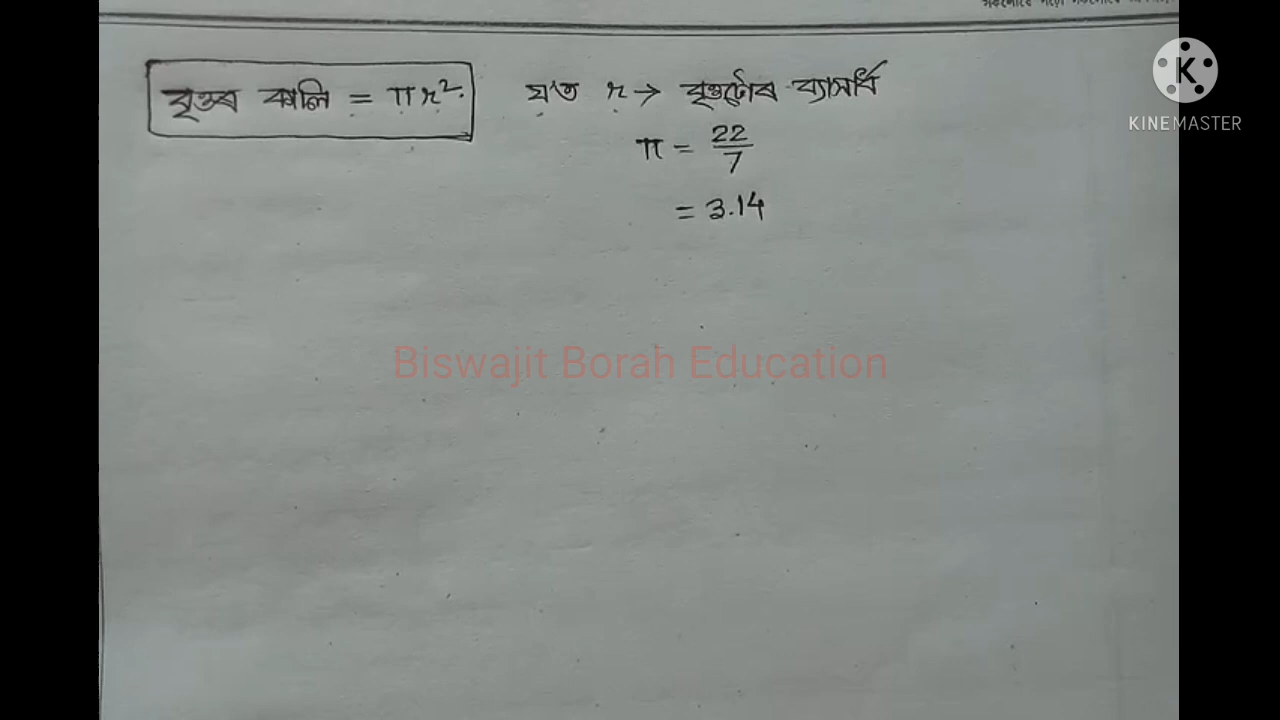 বৃত্তৰ কালি = πr². য'ত r → বৃত্তটোৰ ব্যাসাৰ্ধ
π = 22/7
= 3.14
KINEMASTER
Biswajit Borah Education